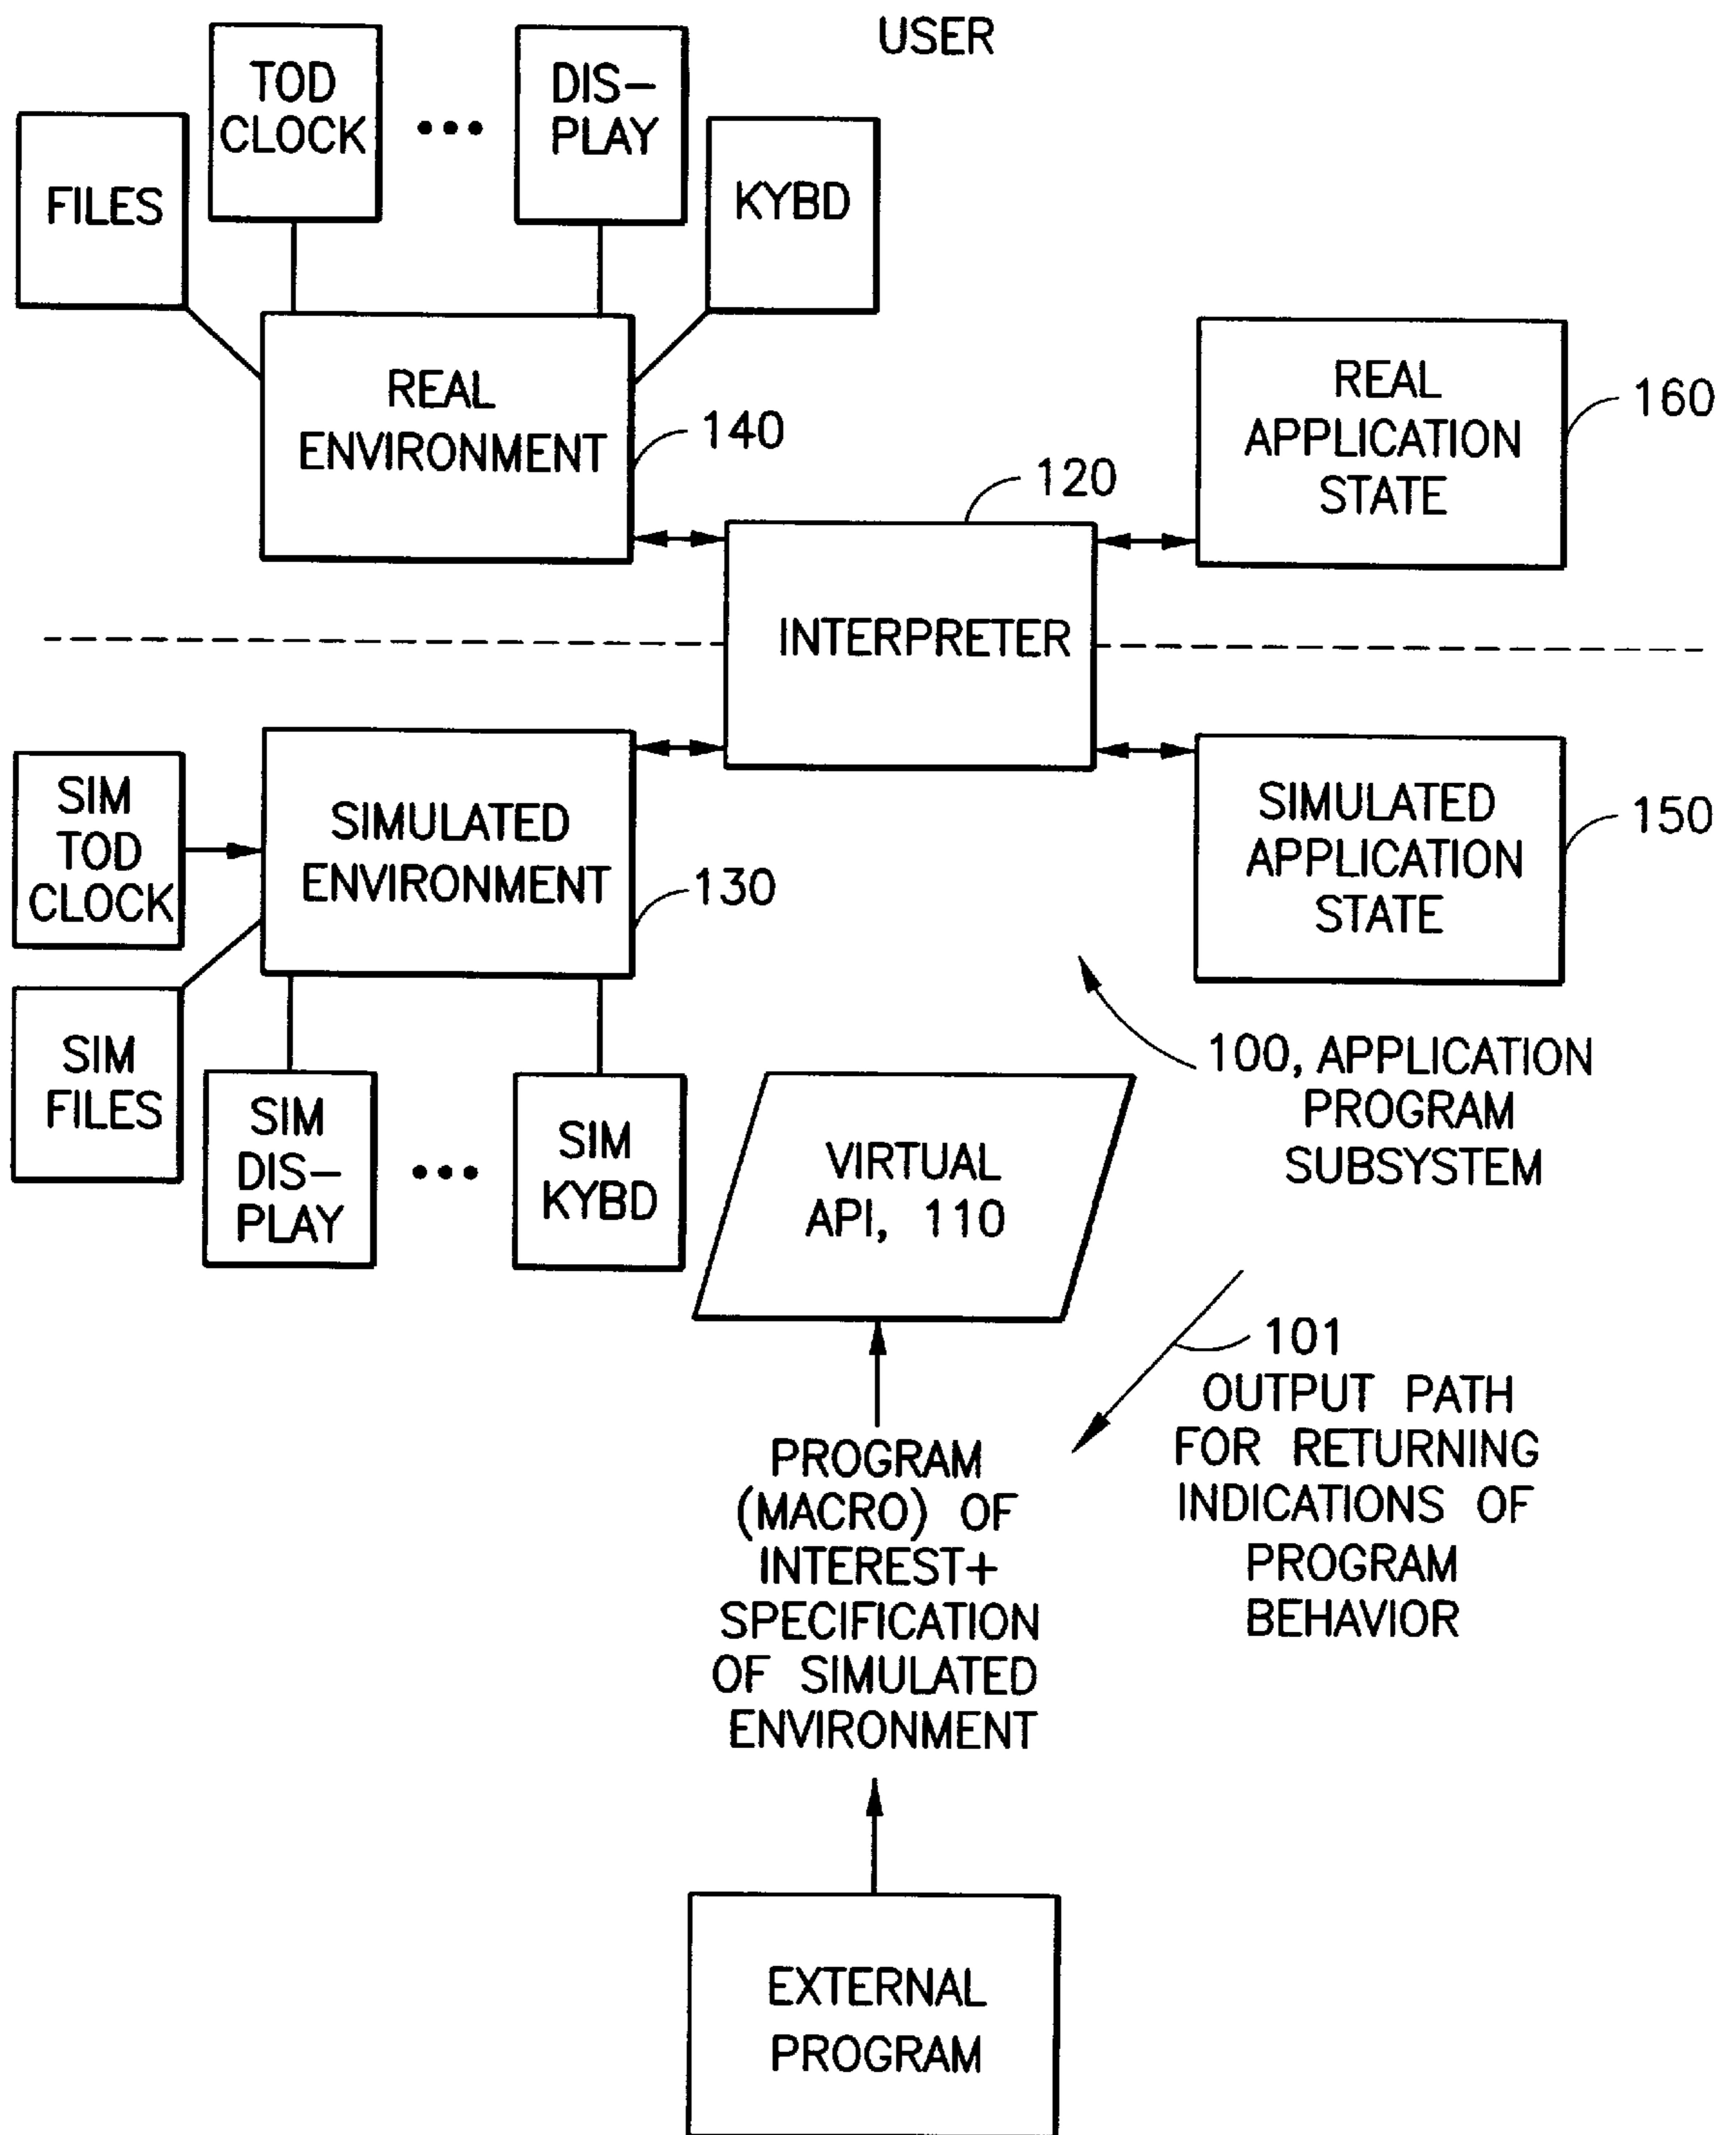 USER
TOD
CLOCK
•••
DIS–
PLAY
FILES
KYBD
REAL
ENVIRONMENT
140
REAL
APPLICATION
STATE
160
120
INTERPRETER
SIM
TOD
CLOCK
SIMULATED
ENVIRONMENT
130
SIMULATED
APPLICATION
STATE
150
SIM
FILES
SIM
DIS–
PLAY
•••
SIM
KYBD
VIRTUAL
API, 110
100, APPLICATION
PROGRAM
SUBSYSTEM
101
OUTPUT PATH
FOR RETURNING
INDICATIONS OF
PROGRAM
BEHAVIOR
PROGRAM
(MACRO) OF
INTEREST+
SPECIFICATION
OF SIMULATED
ENVIRONMENT
EXTERNAL
PROGRAM